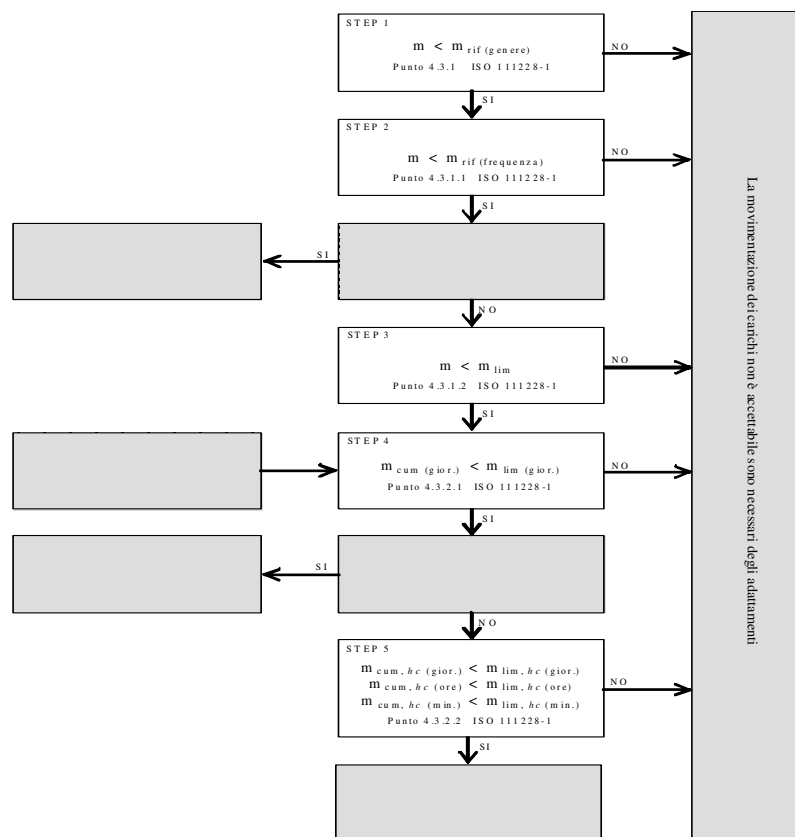 STEP 1
m < m rif (genere)
Punto 4.3.1 ISO 111228-1
NO
SI
STEP 2
m < m rif (frequenza)
Punto 4.3.1.1 ISO 111228-1
NO
SI
SI
NO
STEP 3
m < m lim
Punto 4.3.1.2 ISO 111228-1
NO
SI
STEP 4
m cum (gior.) < m lim (gior.)
Punto 4.3.2.1 ISO 111228-1
NO
SI
SI
NO
STEP 5
m cum, hc (gior.) < m lim, hc (gior.)
m cum, hc (ore) < m lim, hc (ore)
m cum, hc (min.) < m lim, hc (min.)
Punto 4.3.2.2 ISO 111228-1
NO
SI
La movimentazione dei carichi non è accettabile sono necessari degli adattamenti